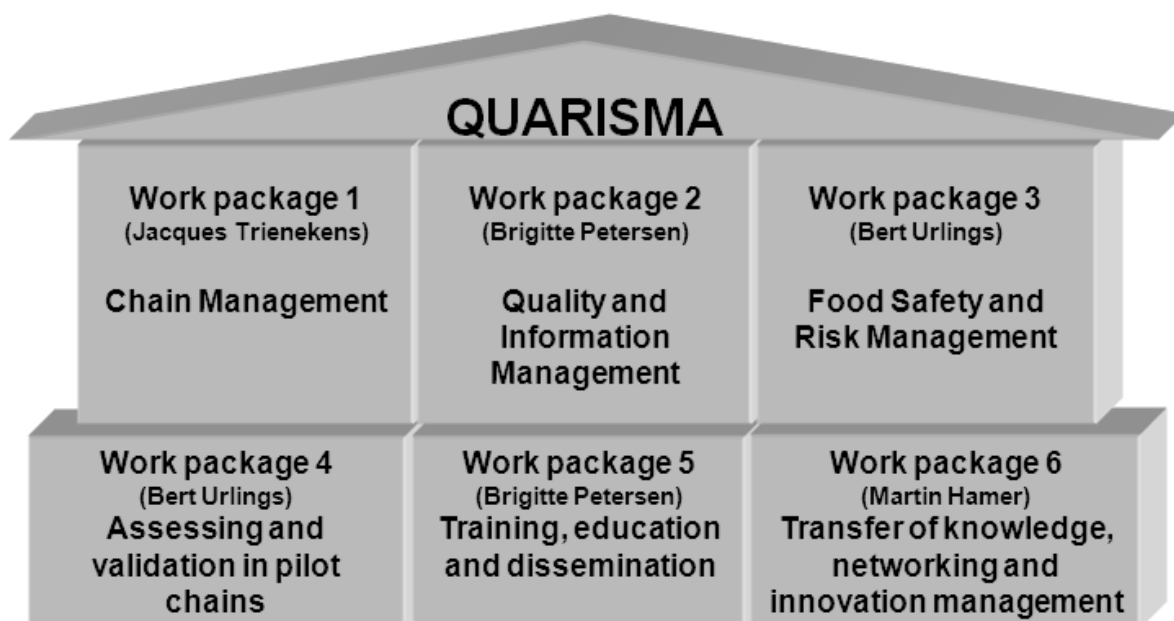 QUARISMA
Work package 1
(Jacques Trienekens)
Chain Management
Work package 2
(Brigitte Petersen)
Quality and
Information
Management
Work package 3
(Bert Urlings)
Food Safety and
Risk Management
Work package 4
(Bert Urlings)
Assessing and
validation in pilot
chains
Work package 5
(Brigitte Petersen)
Training, education
and dissemination
Work package 6
(Martin Hamer)
Transfer of knowledge,
networking and
innovation management